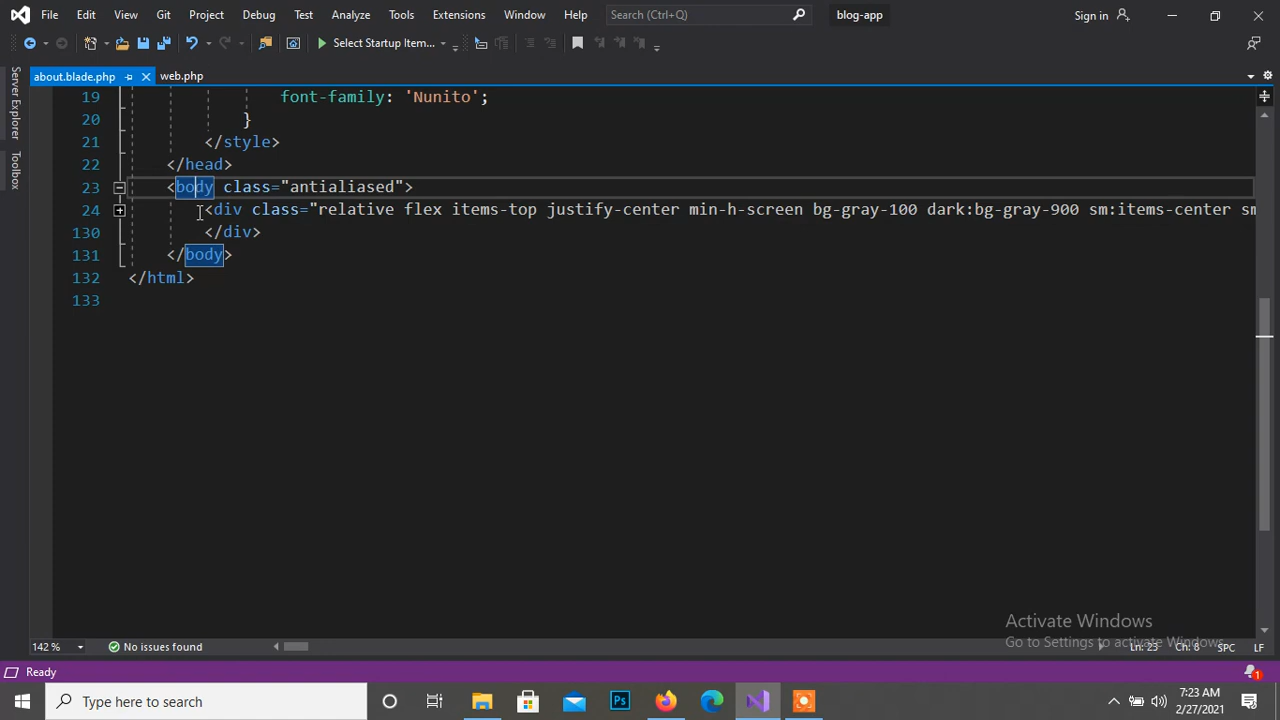 File Edit View Git Project Debug Test Analyze Tools Extensions Window Help Search (Ctrl+Q) blog-app Sign in
Select Startup Item...
about.blade.php web.php
Server Explorer
Toolbox
19 font-family: 'Nunito';
20 }
21 </style>
22 </head>
23 <body class="antialiased">
24 <div class="relative flex items-top justify-center min-h-screen bg-gray-100 dark:bg-gray-900 sm:items-center sm
130 </div>
131 </body>
132 </html>
133
Activate Windows
Go to Settings to activate Windows.
142 % No issues found Ln: 23 Ch: 8 SPC LF
Ready 1
Type here to search Ps 7:23 AM
2/27/2021